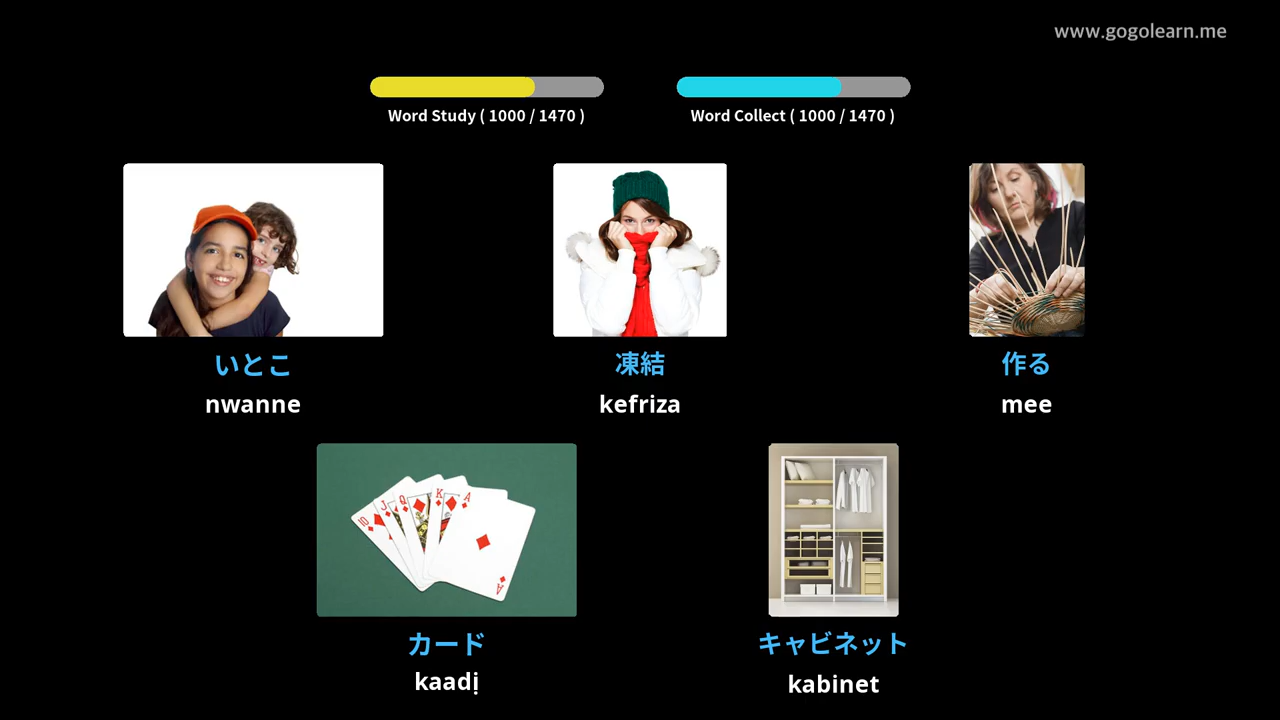 www.gogolearn.me
Word Study ( 1000 / 1470 )
Word Collect ( 1000 / 1470 )
いとこ
nwanne
凍結
kefriza
作る
mee
10 J Q K A
A
カード
kaadị
キャビネット
kabinet